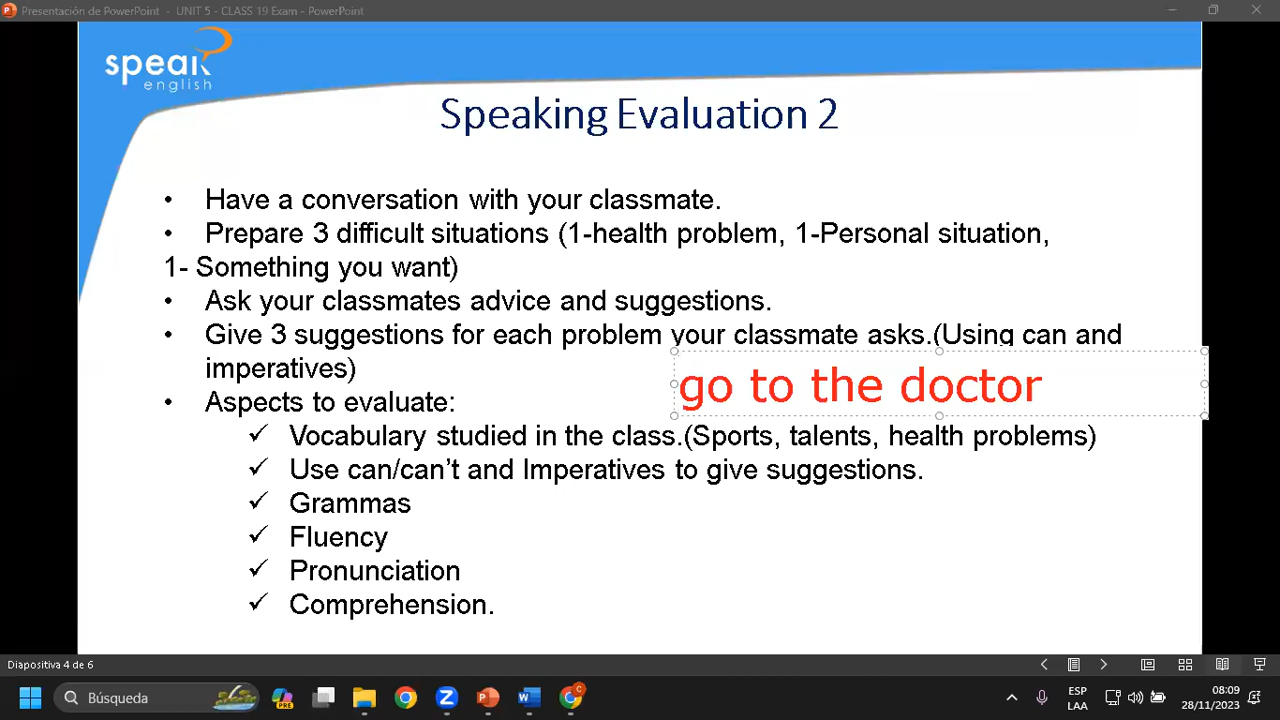 Presentación de PowerPoint - UNIT 5 - CLASS 19 Exam - PowerPoint
speak
english
Speaking Evaluation 2
• Have a conversation with your classmate.
• Prepare 3 difficult situations (1-health problem, 1-Personal situation,
1- Something you want)
• Ask your classmates advice and suggestions.
• Give 3 suggestions for each problem your classmate asks.(Using can and
imperatives)
go to the doctor
• Aspects to evaluate:
✓ Vocabulary studied in the class.(Sports, talents, health problems)
✓ Use can/can’t and Imperatives to give suggestions.
✓ Grammas
✓ Fluency
✓ Pronunciation
✓ Comprehension.
Diapositiva 4 de 6
Búsqueda
PRE
ESP
LAA
08:09
28/11/2023